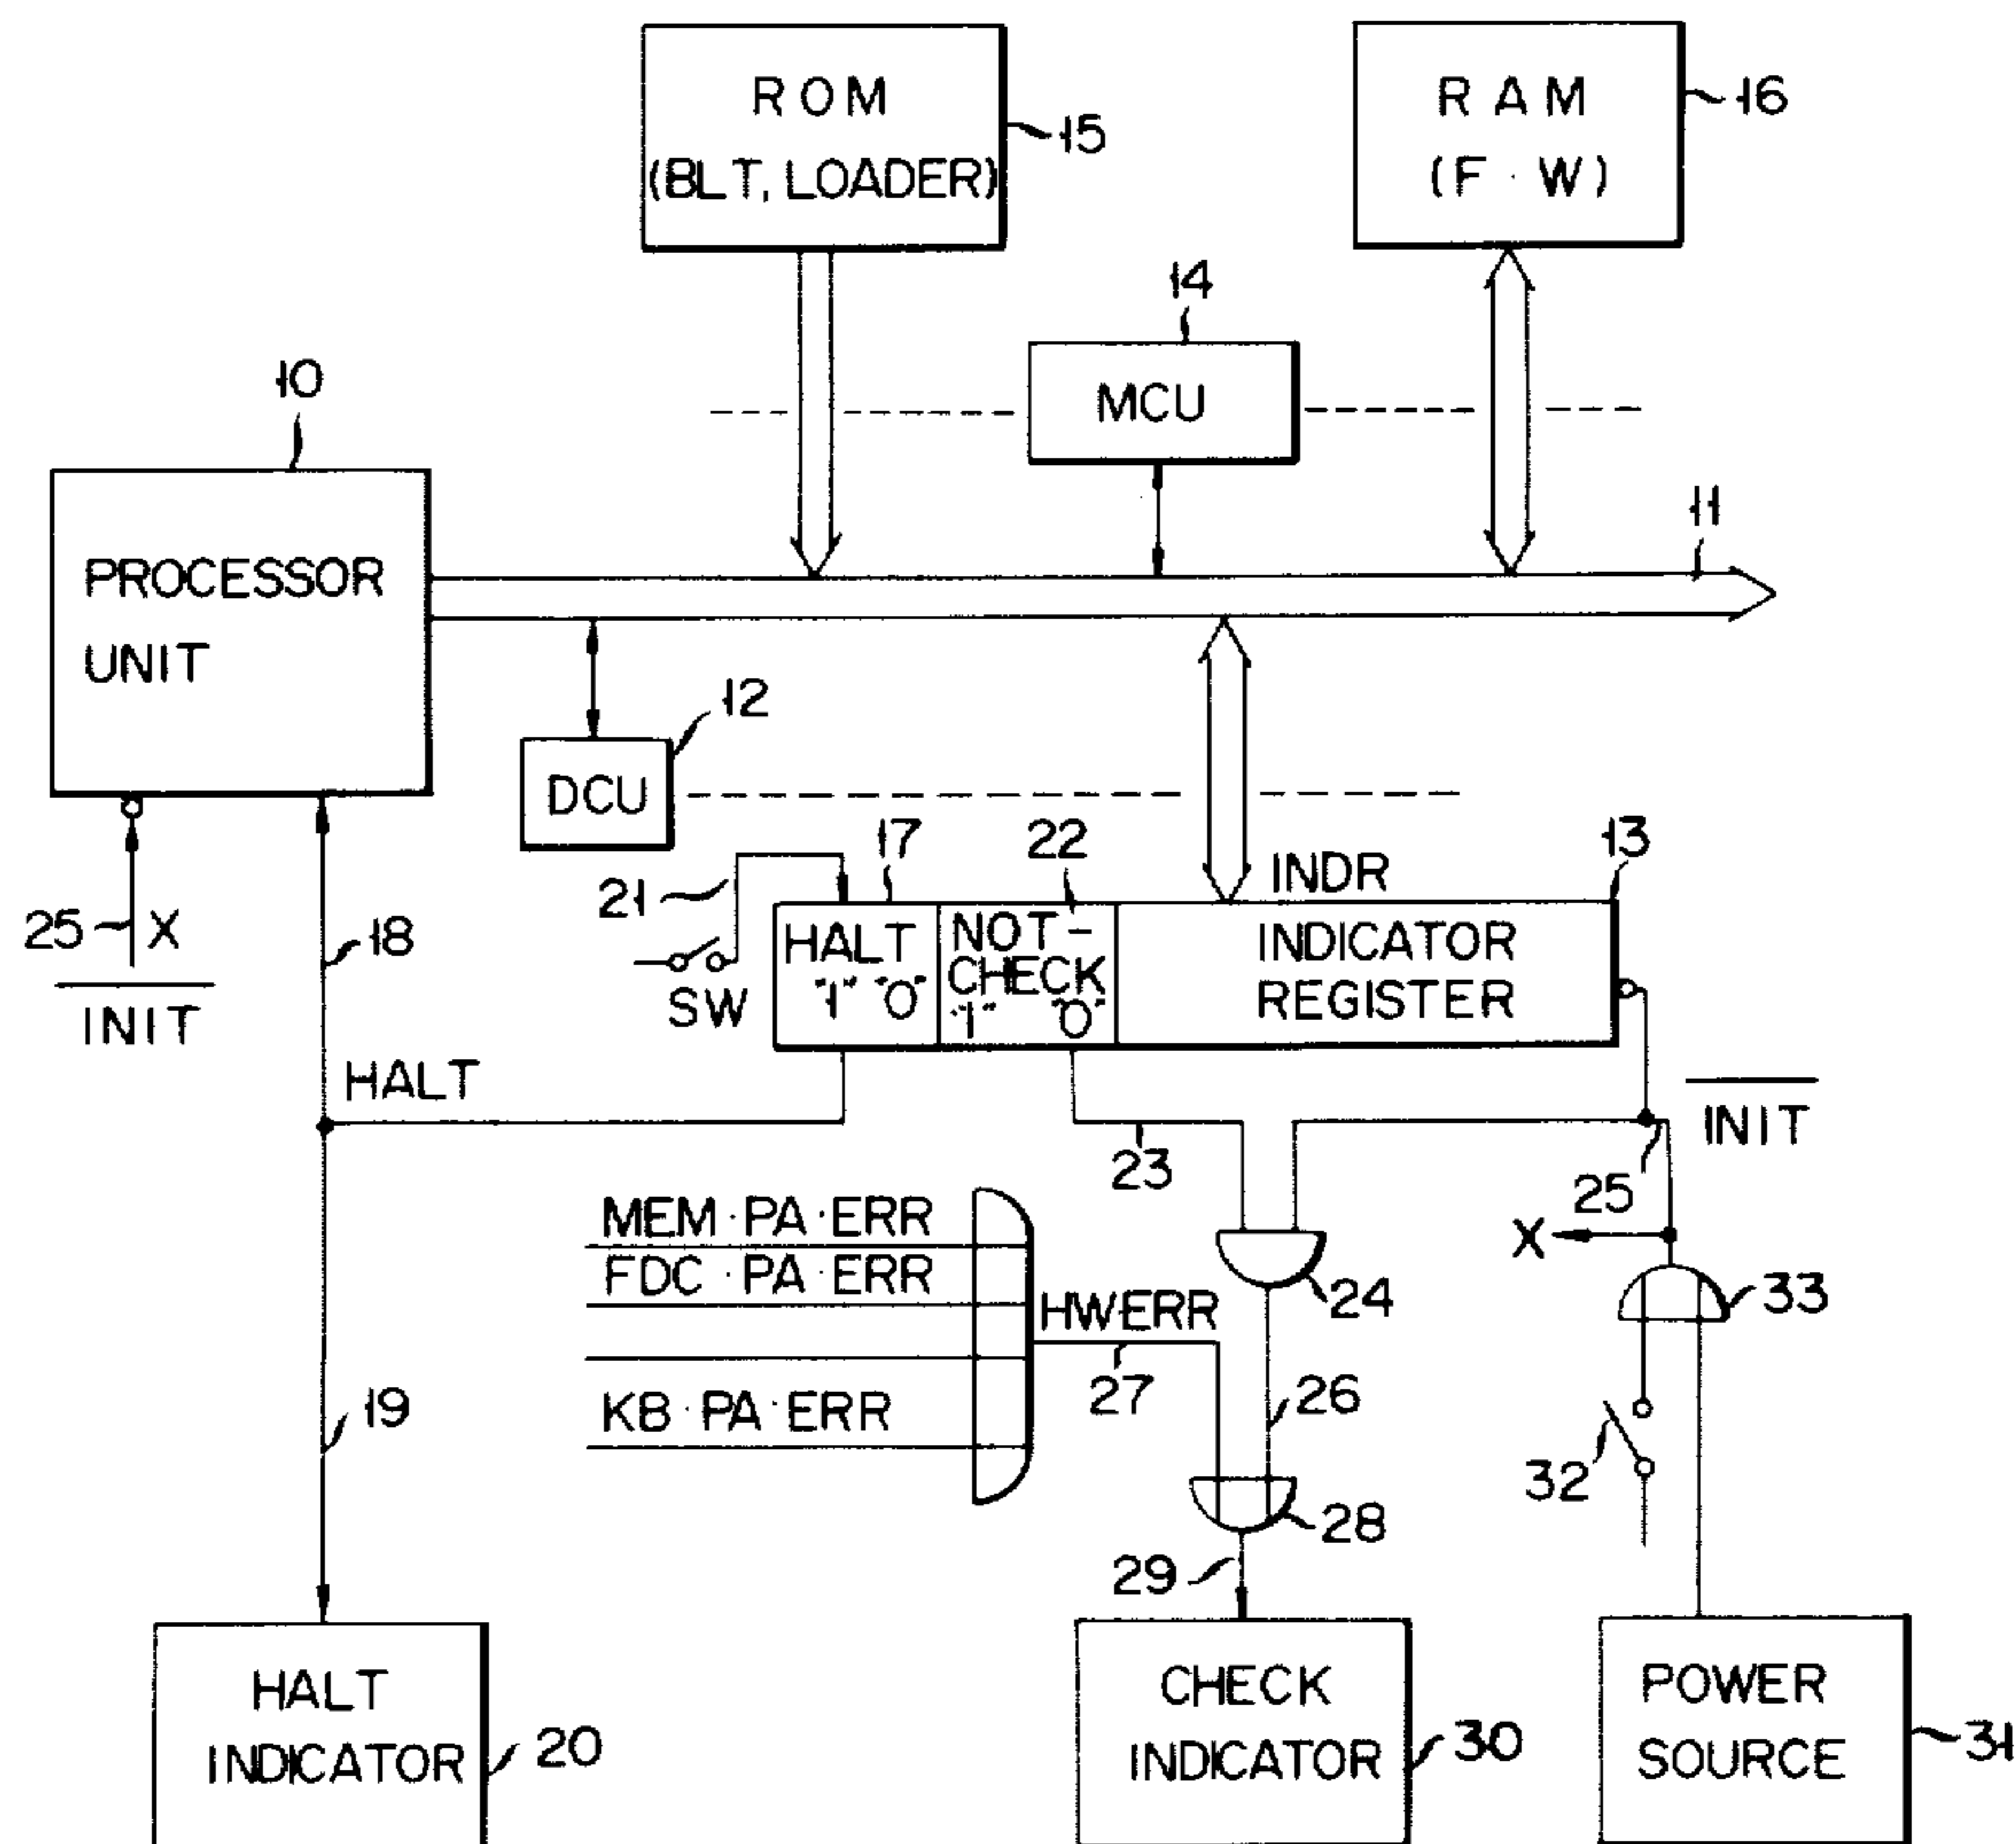 ROM
(BLT, LOADER)
15
RAM
(F · W)
16
14
MCU
10
PROCESSOR
UNIT
11
12
DCU
17
22
INDR
13
21
SW
HALT
"1" "0"
NOT-
CHECK
"1" "0"
INDICATOR
REGISTER
25
X
INIT
18
HALT
23
INIT
25
X
MEM·PA·ERR
FDC·PA·ERR
KB·PA·ERR
HWERR
27
24
26
33
32
28
29
19
HALT
INDICATOR
20
CHECK
INDICATOR
30
POWER
SOURCE
31